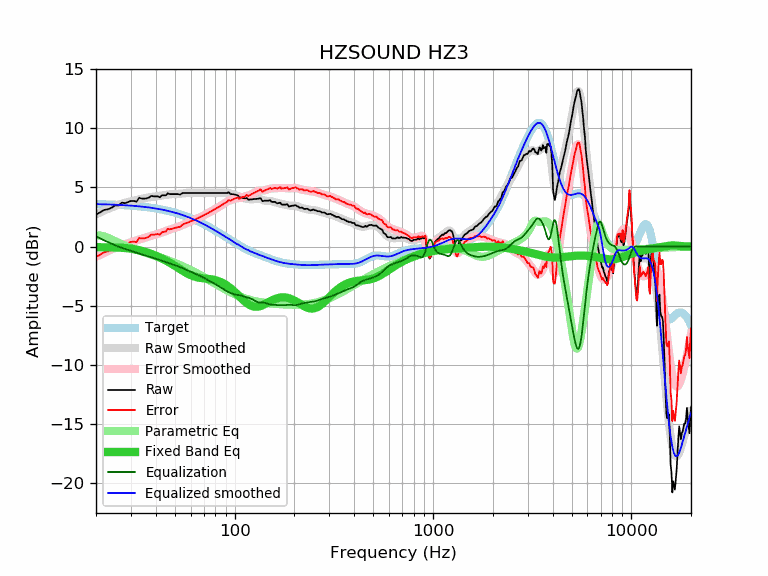 HZSOUND HZ3
15
10
5
0
−5
−10
−15
−20
Amplitude (dBr)
Target
Raw Smoothed
Error Smoothed
Raw
Error
Parametric Eq
Fixed Band Eq
Equalization
Equalized smoothed
100 1000 10000
Frequency (Hz)